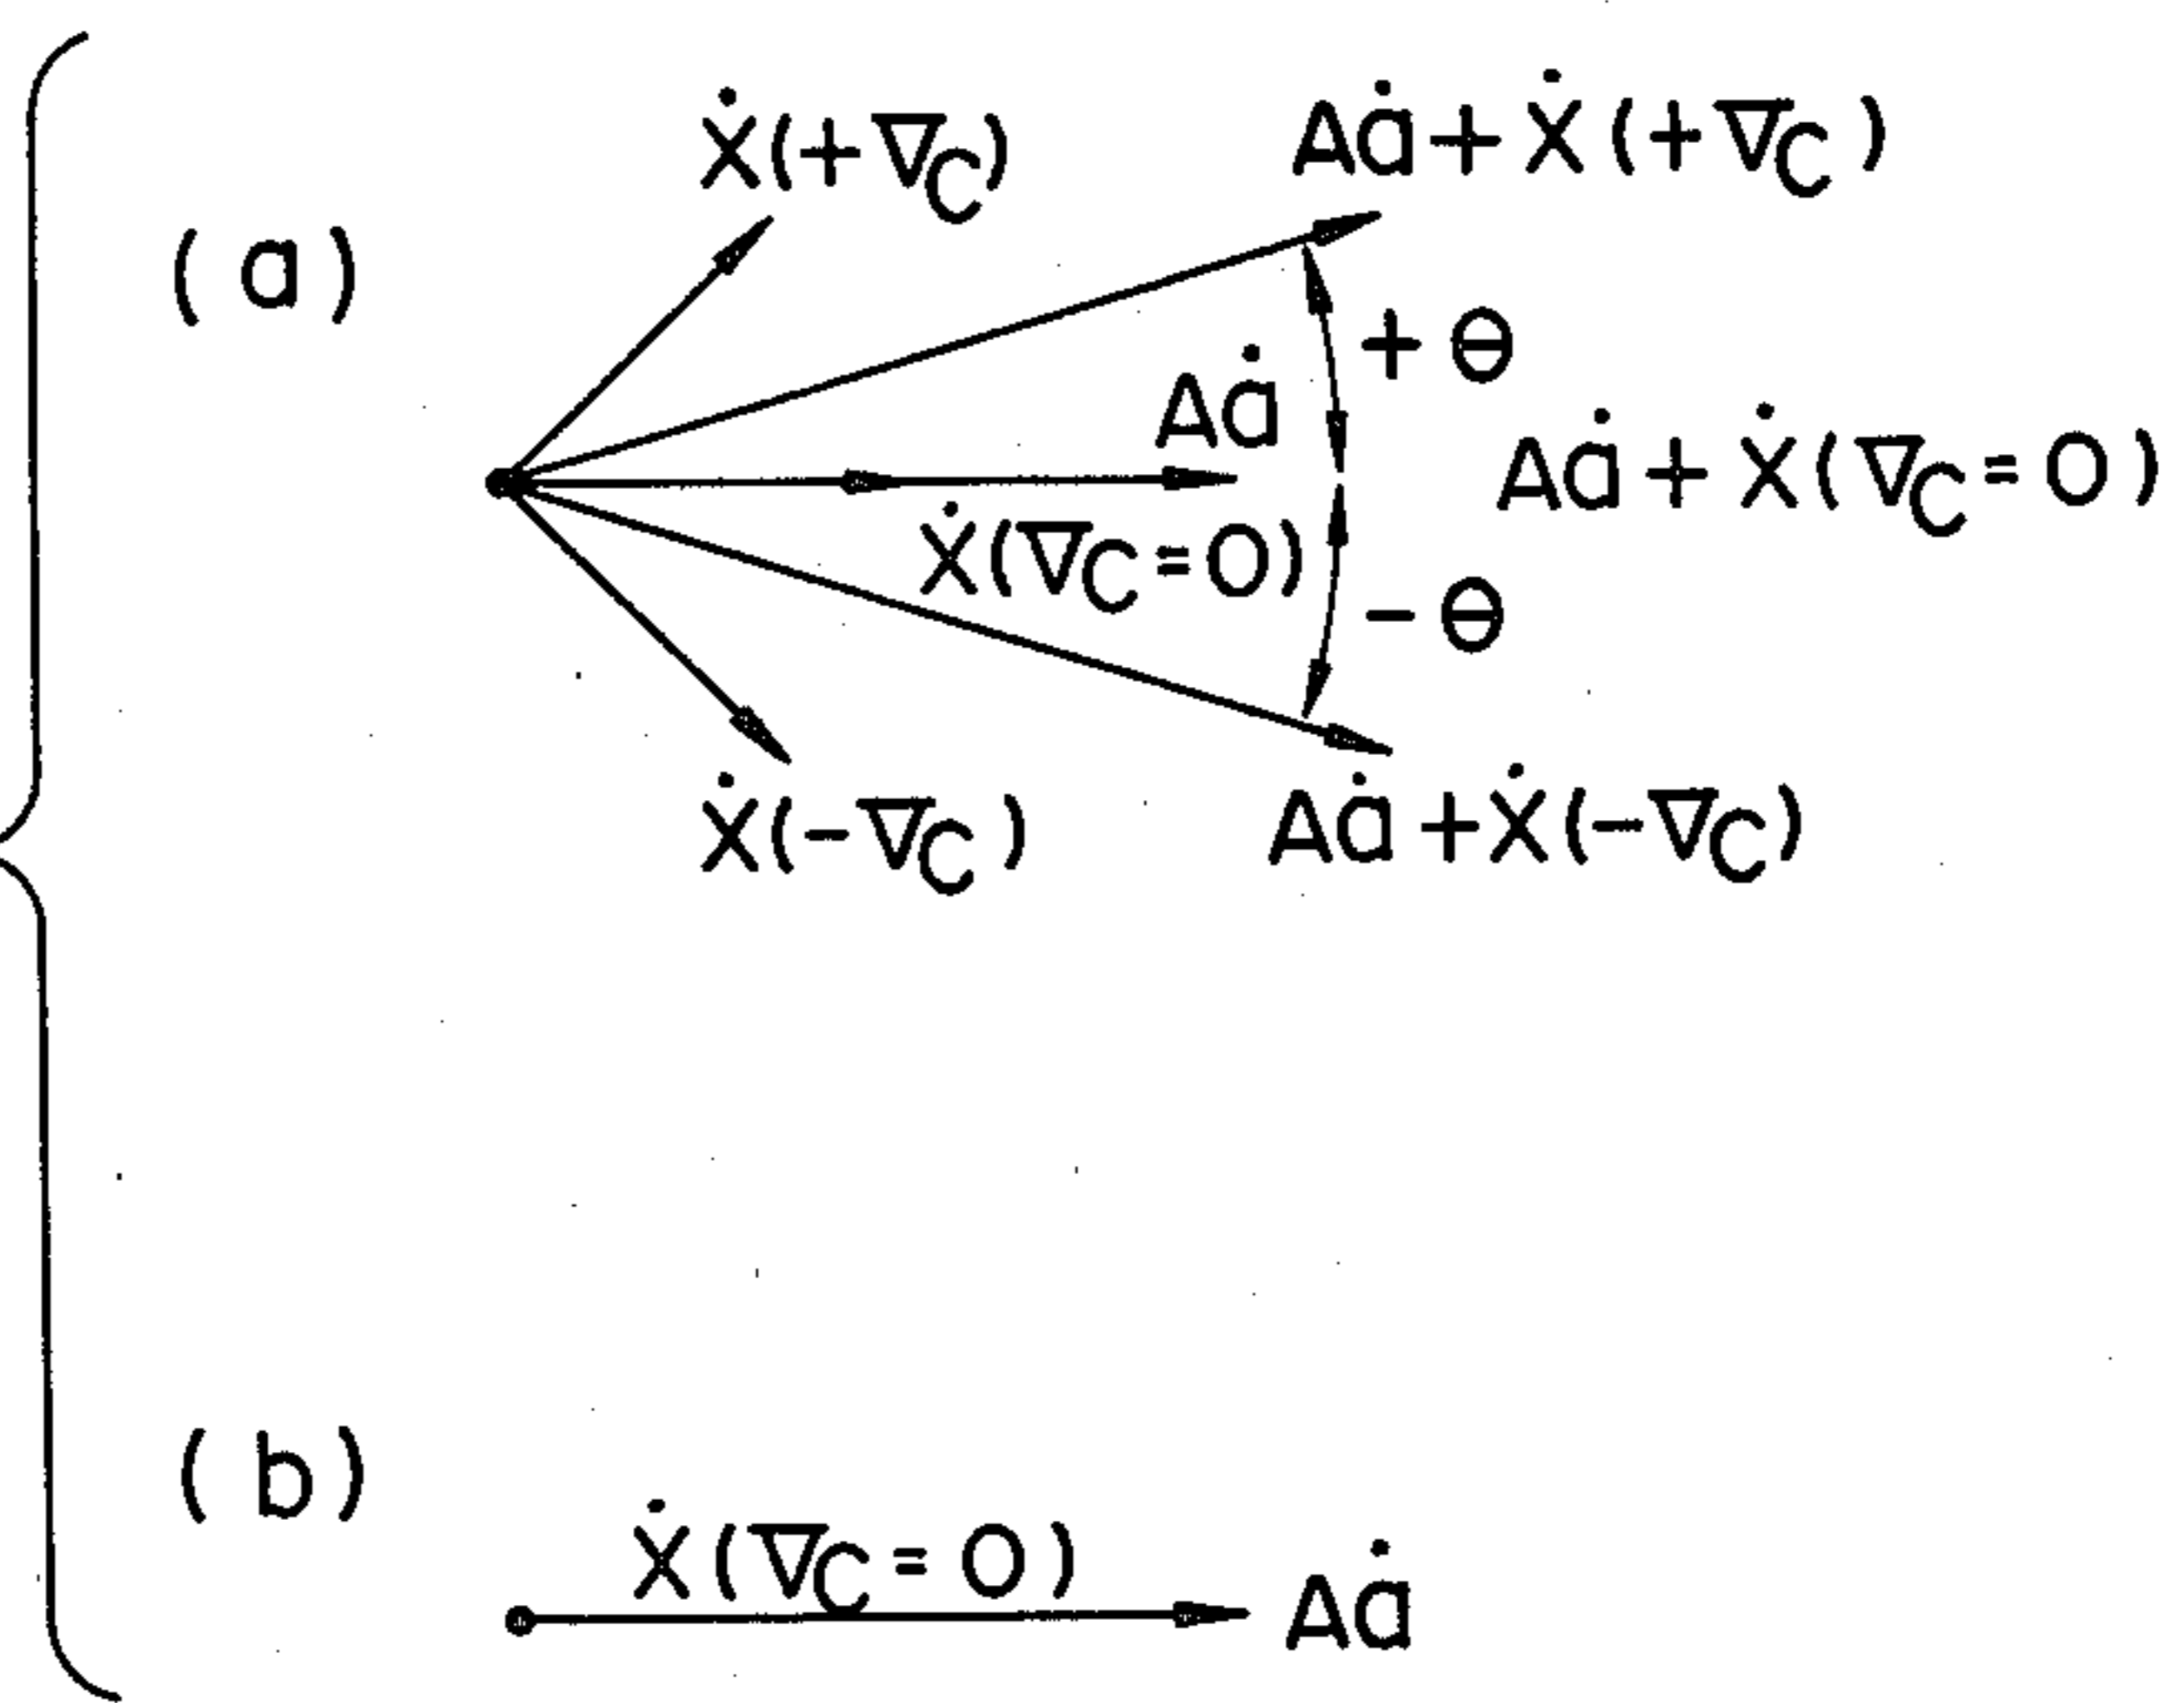 Ẋ(+∇C)
Aȧ+Ẋ(+∇C)
(a)
+θ
Aȧ
Aȧ+Ẋ(∇C=0)
Ẋ(∇C=0)
-θ
Ẋ(-∇C)
Aȧ+Ẋ(-∇C)
(b)
Ẋ(∇C=0)
Aȧ